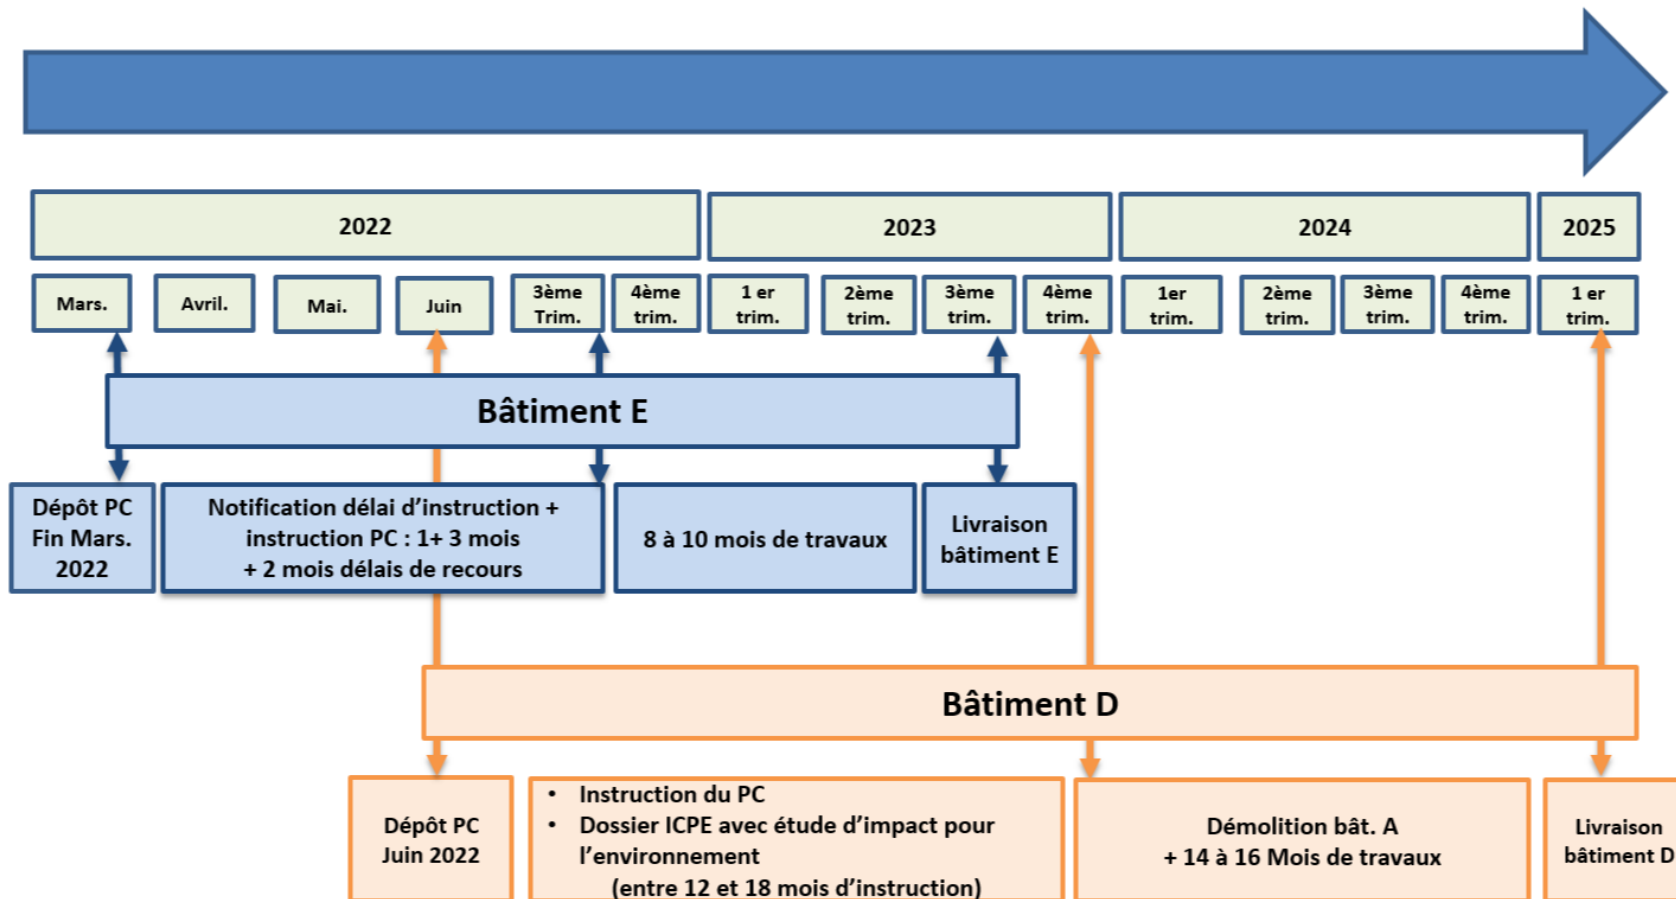 2022
2023
2024
2025
Mars.
Avril.
Mai.
Juin
3ème
Trim.
4ème
trim.
1 er
trim.
2ème
trim.
3ème
trim.
4ème
trim.
1er
trim.
2ème
trim.
3ème
trim.
4ème
trim.
1 er
trim.
Bâtiment E
Dépôt PC
Fin Mars.
2022
Notification délai d’instruction +
instruction PC : 1+ 3 mois
+ 2 mois délais de recours
8 à 10 mois de travaux
Livraison
bâtiment E
Bâtiment D
Dépôt PC
Juin 2022
• Instruction du PC
• Dossier ICPE avec étude d’impact pour
l’environnement
(entre 12 et 18 mois d’instruction)
Démolition bât. A
+ 14 à 16 Mois de travaux
Livraison
bâtiment D